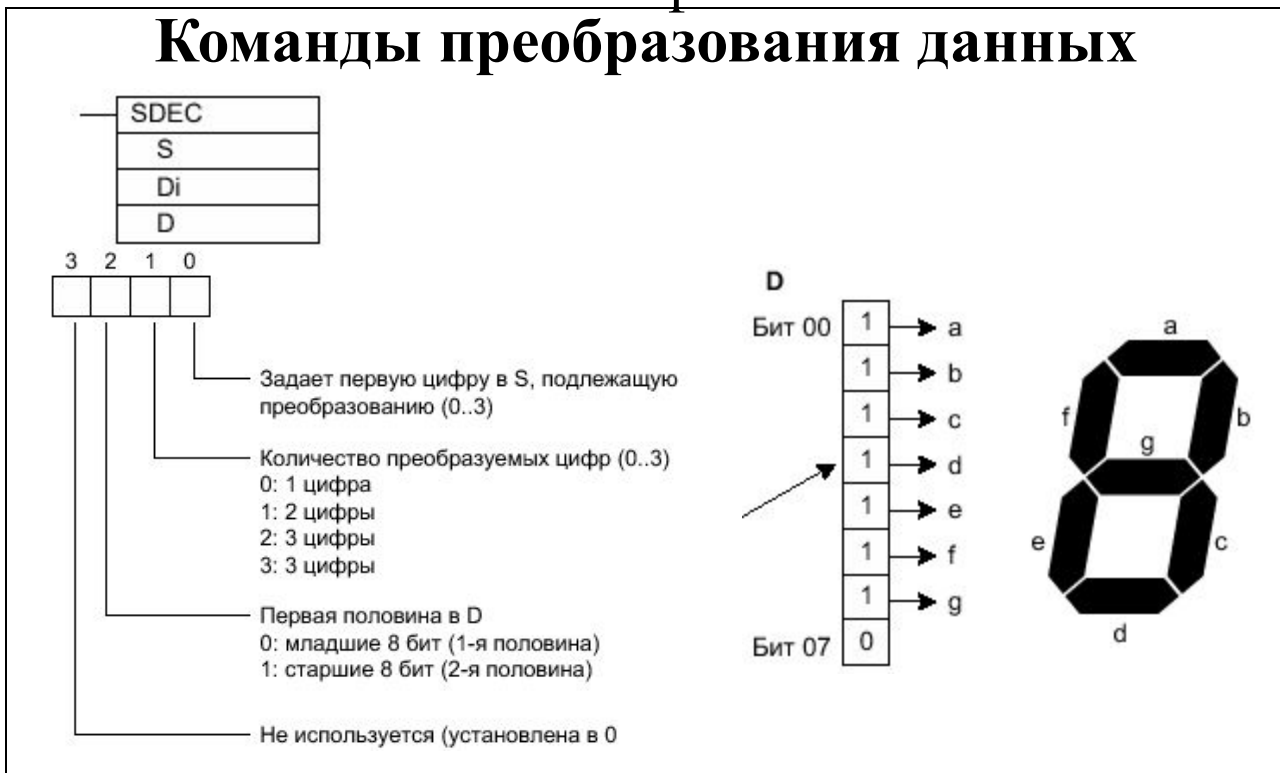 Команды преобразования данных
SDEC
S
Di
D
3 2 1 0
Задает первую цифру в S, подлежащую
преобразованию (0..3)
Количество преобразуемых цифр (0..3)
0: 1 цифра
1: 2 цифры
2: 3 цифры
3: 3 цифры
Первая половина в D
0: младшие 8 бит (1-я половина)
1: старшие 8 бит (2-я половина)
Не используется (установлена в 0
D
Бит 00 1 a
1 b
1 c
1 d
1 e
1 f
1 g
Бит 07 0
a
f b
g
e c
d